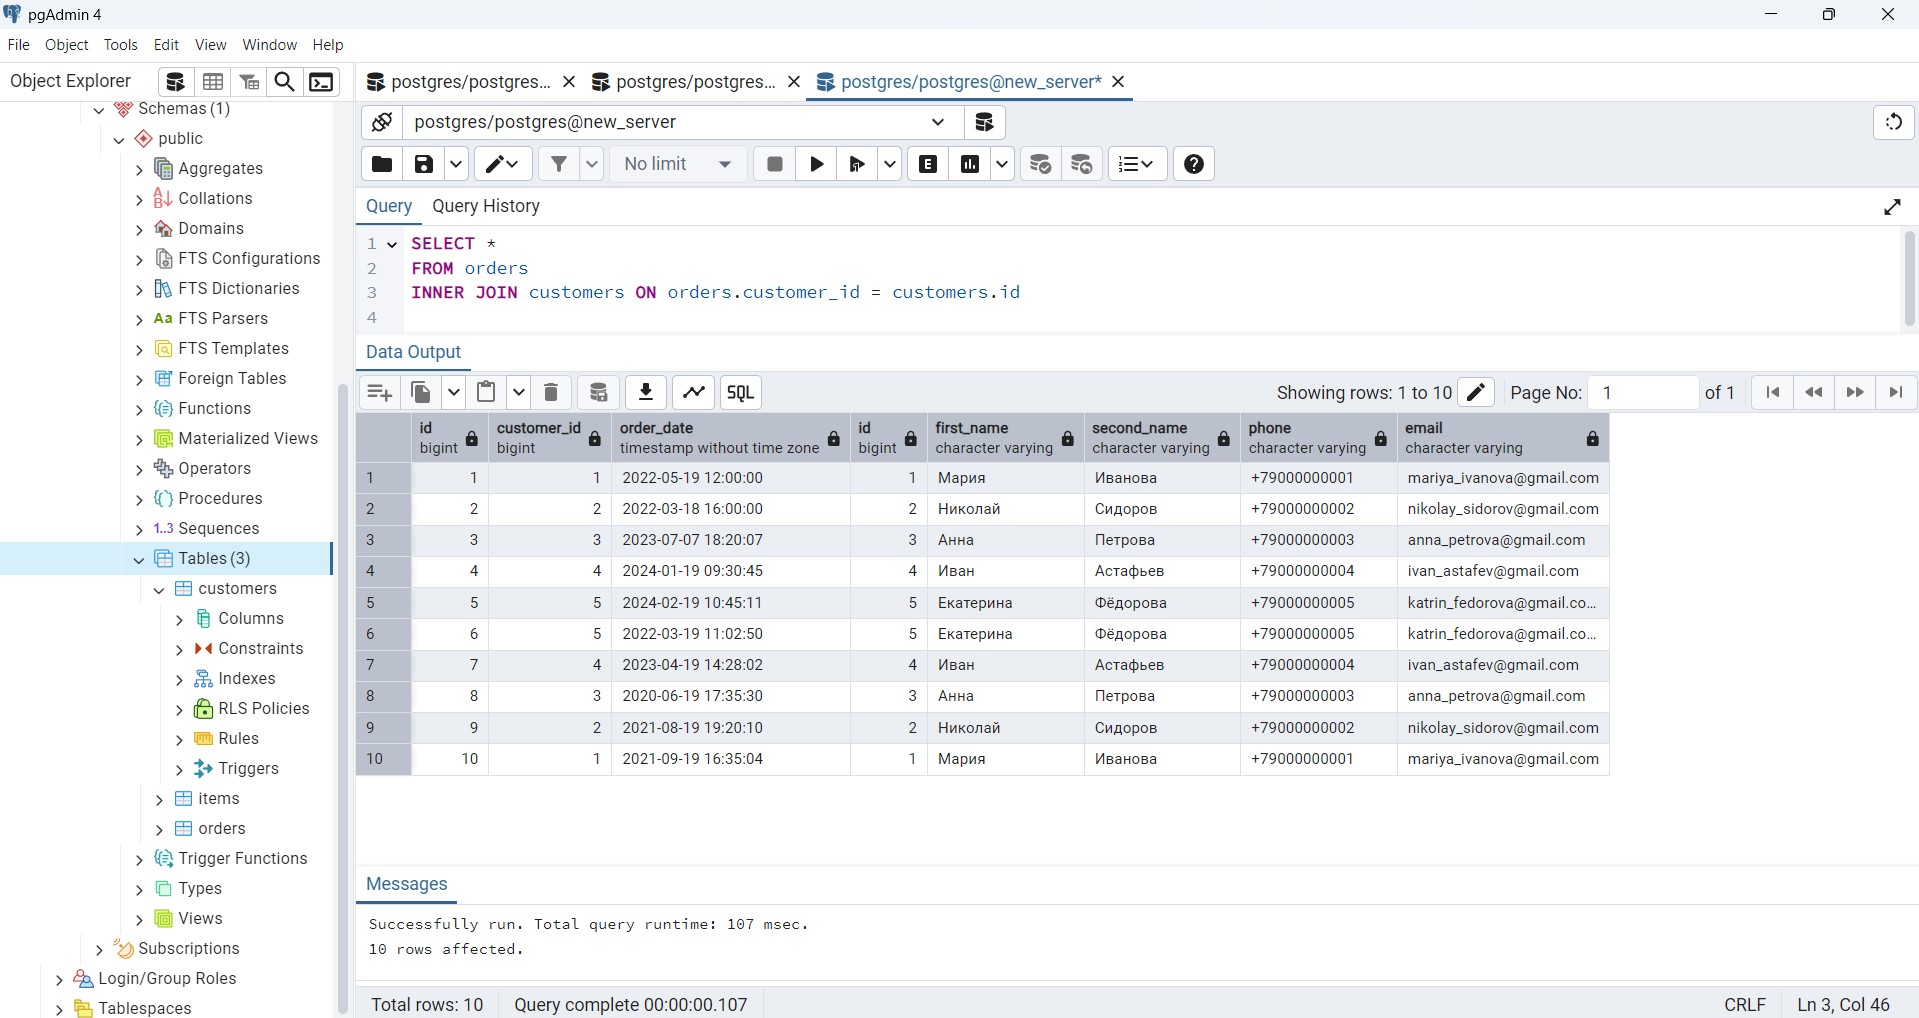 pgAdmin 4
File Object Tools Edit View Window Help
Object Explorer
Schemas (1)
public
Aggregates
Collations
Domains
FTS Configurations
FTS Dictionaries
Aa FTS Parsers
FTS Templates
Foreign Tables
Functions
Materialized Views
Operators
Procedures
1..3 Sequences
Tables (3)
customers
Columns
Constraints
Indexes
RLS Policies
Rules
Triggers
items
orders
Trigger Functions
Types
Views
Subscriptions
Login/Group Roles
Tablespaces
postgres/postgres... postgres/postgres... postgres/postgres@new_server*
postgres/postgres@new_server
No limit
E
Query Query History
1 SELECT *
2 FROM orders
3 INNER JOIN customers ON orders.customer_id = customers.id
4
Data Output
SQL
Showing rows: 1 to 10 Page No: 1 of 1
id customer_id order_date id first_name second_name phone email
bigint bigint timestamp without time zone bigint character varying character varying character varying character varying
1 1 1 2022-05-19 12:00:00 1 Мария Иванова +79000000001 mariya_ivanova@gmail.com
2 2 2 2022-03-18 16:00:00 2 Николай Сидоров +79000000002 nikolay_sidorov@gmail.com
3 3 3 2023-07-07 18:20:07 3 Анна Петрова +79000000003 anna_petrova@gmail.com
4 4 4 2024-01-19 09:30:45 4 Иван Астафьев +79000000004 ivan_astafev@gmail.com
5 5 5 2024-02-19 10:45:11 5 Екатерина Фёдорова +79000000005 katrin_fedorova@gmail.co...
6 6 5 2022-03-19 11:02:50 5 Екатерина Фёдорова +79000000005 katrin_fedorova@gmail.co...
7 7 4 2023-04-19 14:28:02 4 Иван Астафьев +79000000004 ivan_astafev@gmail.com
8 8 3 2020-06-19 17:35:30 3 Анна Петрова +79000000003 anna_petrova@gmail.com
9 9 2 2021-08-19 19:20:10 2 Николай Сидоров +79000000002 nikolay_sidorov@gmail.com
10 10 1 2021-09-19 16:35:04 1 Мария Иванова +79000000001 mariya_ivanova@gmail.com
Messages
Successfully run. Total query runtime: 107 msec.
10 rows affected.
Total rows: 10 Query complete 00:00:00.107 CRLF Ln 3, Col 46